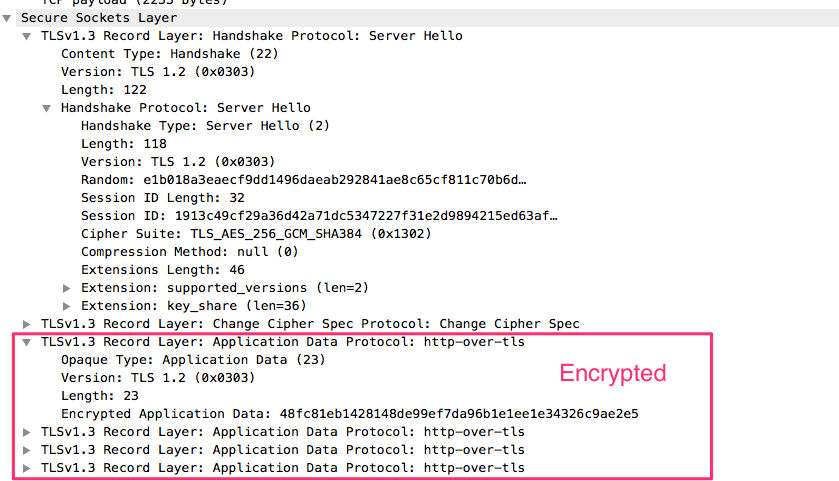 TCP payload (2253 bytes)
Secure Sockets Layer
TLSv1.3 Record Layer: Handshake Protocol: Server Hello
Content Type: Handshake (22)
Version: TLS 1.2 (0x0303)
Length: 122
Handshake Protocol: Server Hello
Handshake Type: Server Hello (2)
Length: 118
Version: TLS 1.2 (0x0303)
Random: e1b018a3eaecf9dd1496daeab292841ae8c65cf811c70b6d…
Session ID Length: 32
Session ID: 1913c49cf29a36d42a71dc5347227f31e2d9894215ed63af…
Cipher Suite: TLS_AES_256_GCM_SHA384 (0x1302)
Compression Method: null (0)
Extensions Length: 46
Extension: supported_versions (len=2)
Extension: key_share (len=36)
TLSv1.3 Record Layer: Change Cipher Spec Protocol: Change Cipher Spec
TLSv1.3 Record Layer: Application Data Protocol: http-over-tls
Opaque Type: Application Data (23)
Encrypted
Version: TLS 1.2 (0x0303)
Length: 23
Encrypted Application Data: 48fc81eb1428148de99ef7da96b1e1ee1e34326c9ae2e5
TLSv1.3 Record Layer: Application Data Protocol: http-over-tls
TLSv1.3 Record Layer: Application Data Protocol: http-over-tls
TLSv1.3 Record Layer: Application Data Protocol: http-over-tls